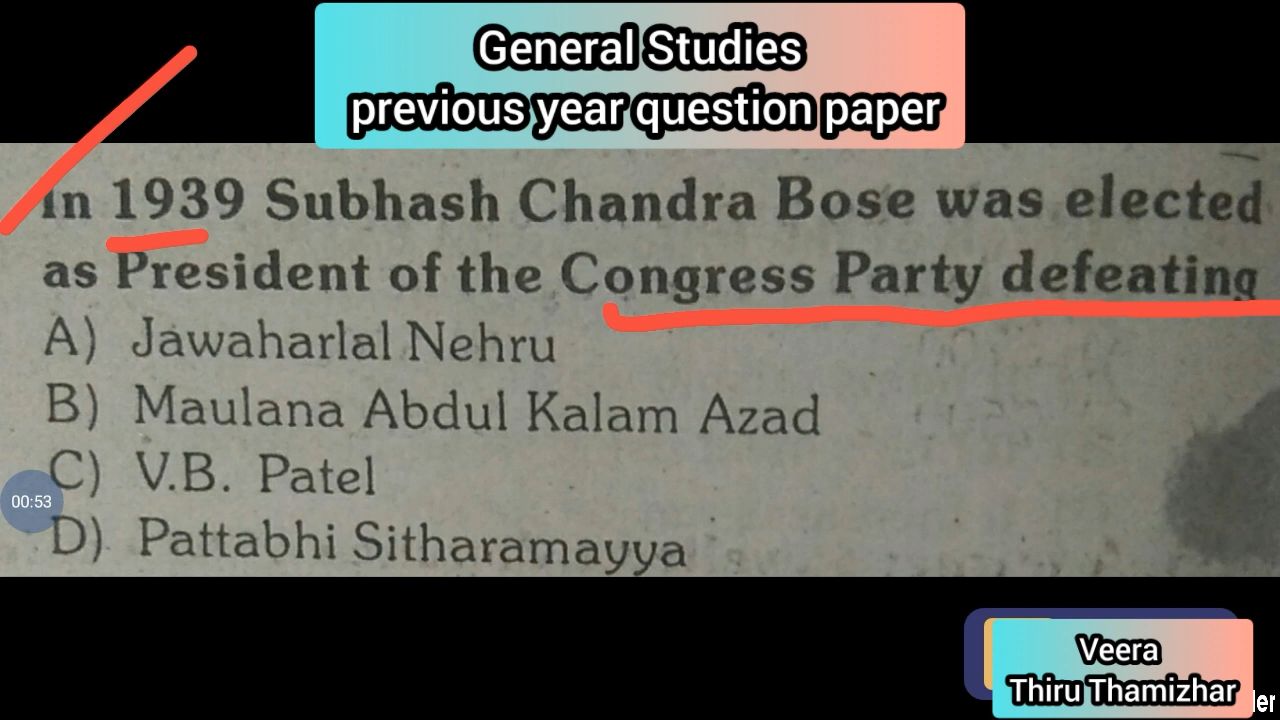 General Studies
previous year question paper
In 1939 Subhash Chandra Bose was elected
as President of the Congress Party defeating
A) Jawaharlal Nehru
B) Maulana Abdul Kalam Azad
C) V.B. Patel
00:53
D) Pattabhi Sitharamayya
Veera
Thiru Thamizhar